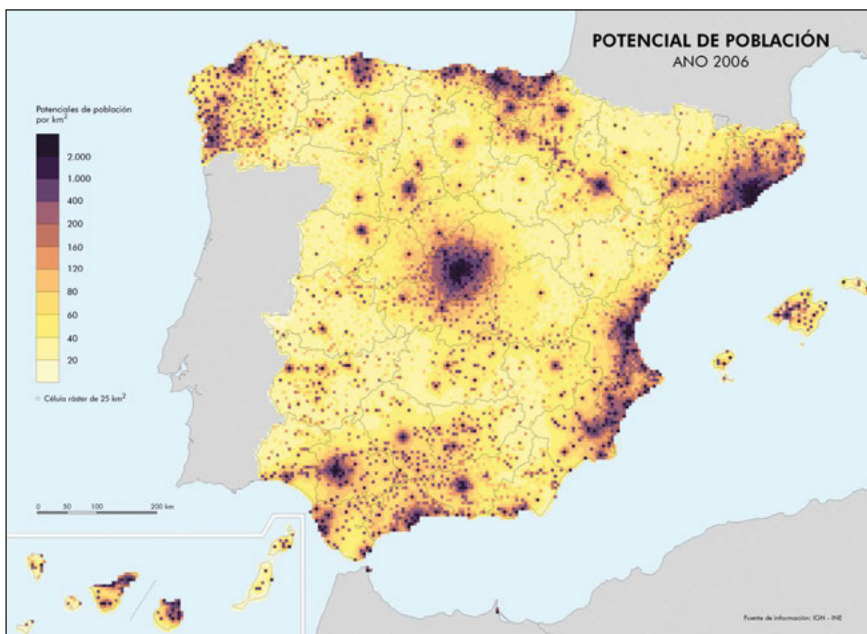 POTENCIAL DE POBLACIÓN
ANO 2006
Potenciales de población
por km²
2.000
1.000
400
200
160
120
80
60
40
20
Célula ráster de 25 km²
0 50 100 200 km
Fuente de información: IGN - INE